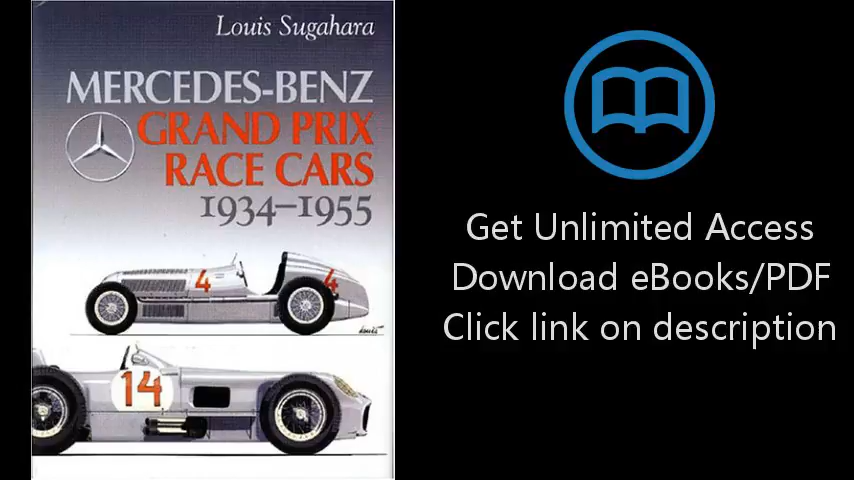 Louis Sugahara
MERCEDES-BENZ
GRAND PRIX
RACE CARS
1934–1955
4
4
Louis
14
Get Unlimited Access
Download eBooks/PDF
Click link on description